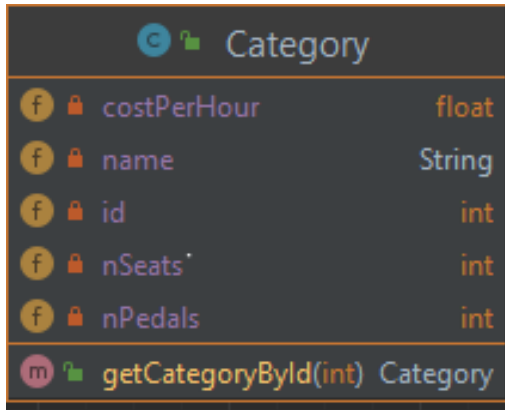 C Category
f costPerHour float
f name String
f id int
f nSeats int
f nPedals int
m getCategoryById(int) Category